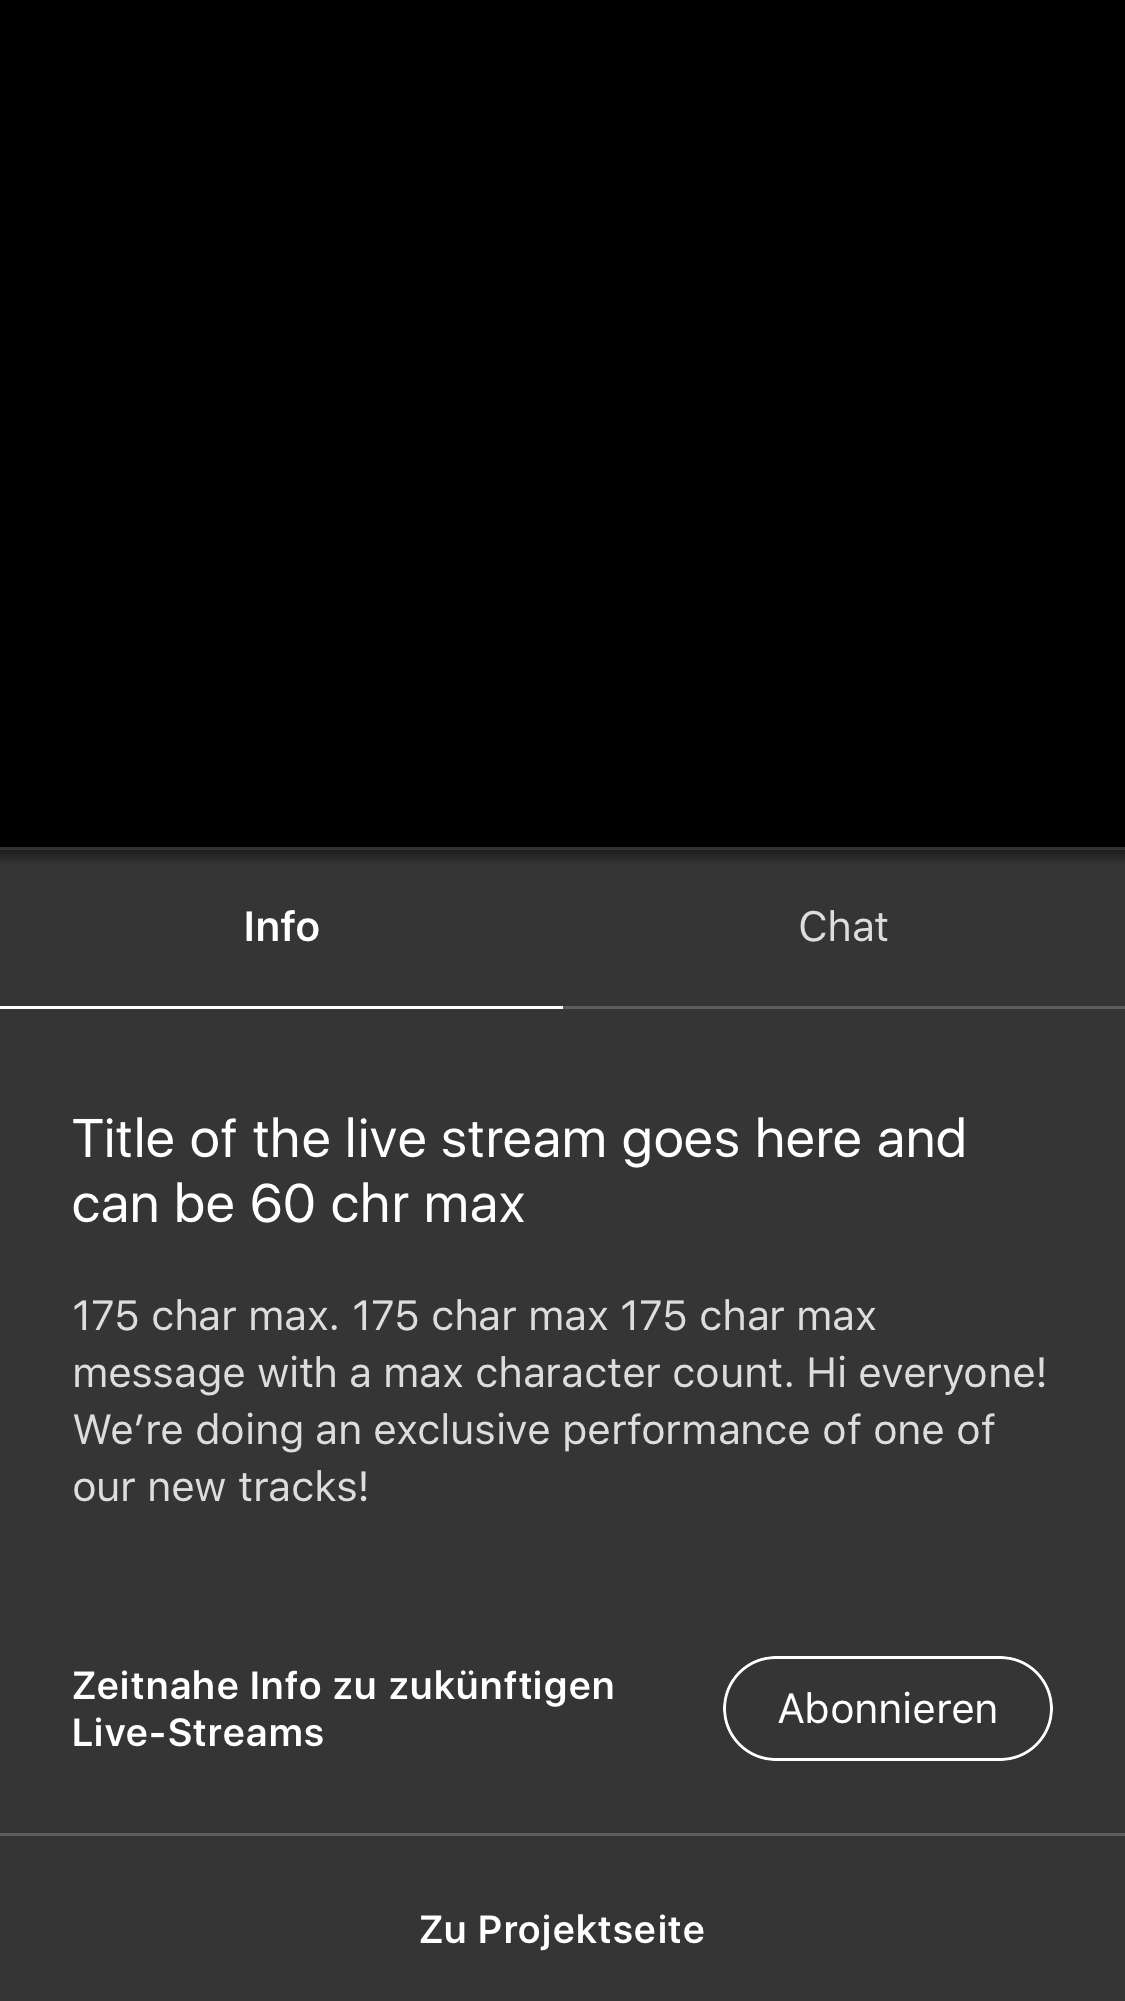 Info
Chat
Title of the live stream goes here and
can be 60 chr max
175 char max. 175 char max 175 char max
message with a max character count. Hi everyone!
We’re doing an exclusive performance of one of
our new tracks!
Zeitnahe Info zu zukünftigen
Live-Streams
Abonnieren
Zu Projektseite